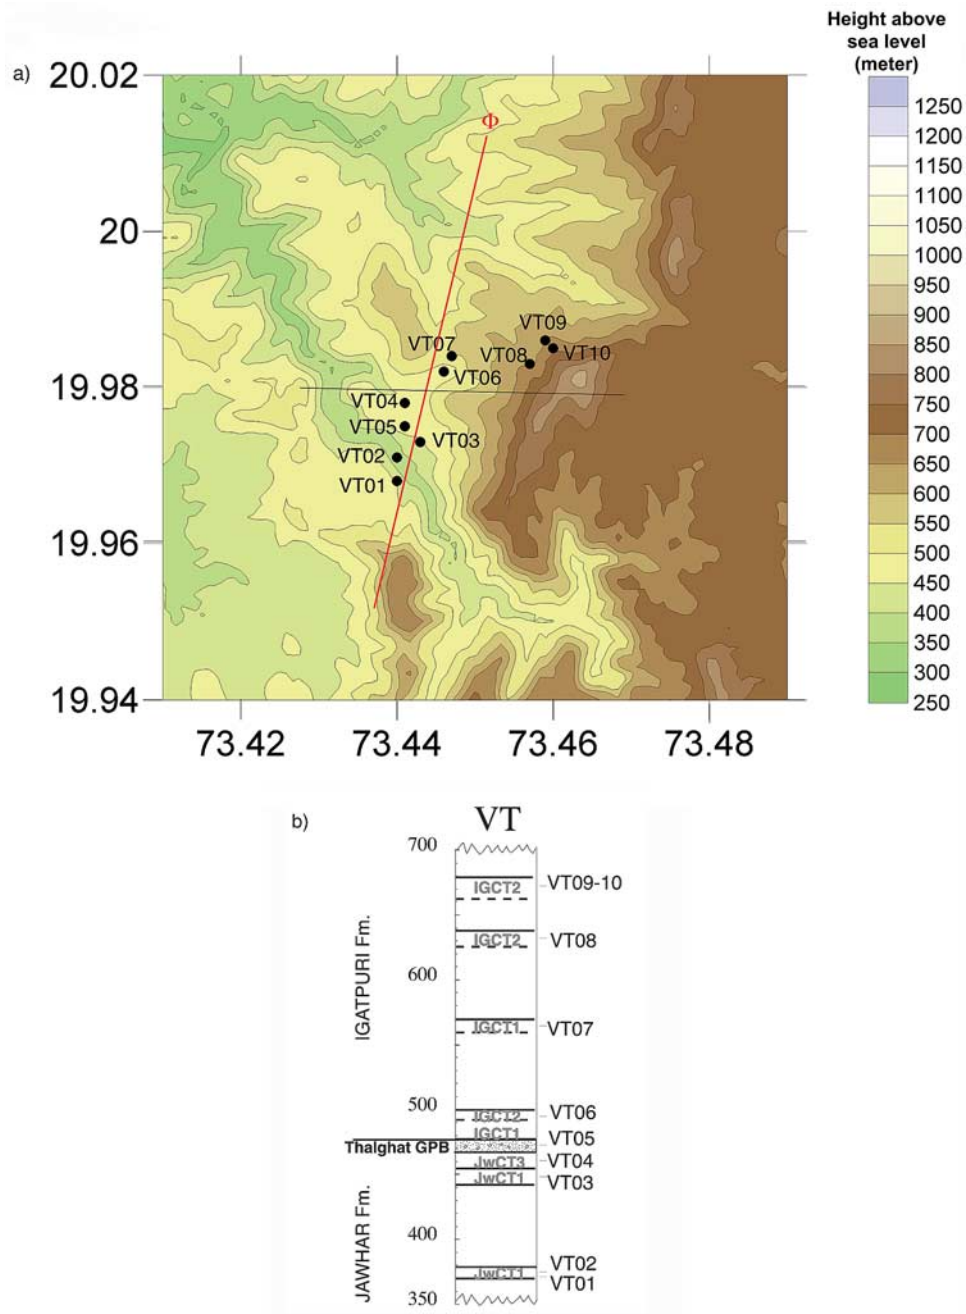 Height above
sea level
(meter)
a)
20.02
20
19.98
19.96
19.94
73.42
73.44
73.46
73.48
Φ
VT09
VT07
VT08
VT10
VT06
VT04
VT05
VT03
VT02
VT01
1250
1200
1150
1100
1050
1000
950
900
850
800
750
700
650
600
550
500
450
400
350
300
250
b)
VT
700
IGCT2
VT09-10
IGCT2
VT08
600
IGCT1
VT07
IGATPURI Fm.
500
IGCT2
VT06
IGCT1
VT05
Thalghat GPB
JwCT3
VT04
JwCT1
VT03
JAWHAR Fm.
400
VT02
JwCT1
VT01
350